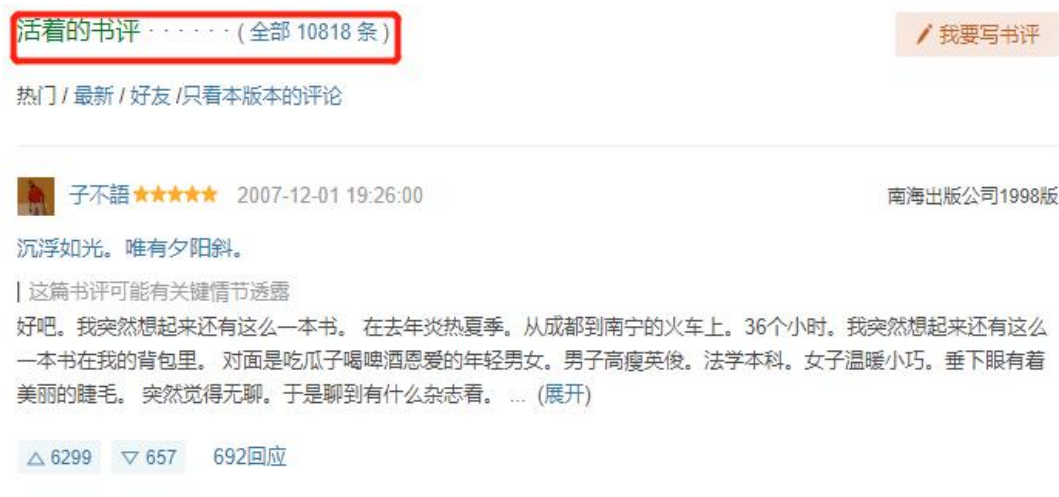 活着的书评 · · · · · · ( 全部 10818 条 )
我要写书评
热门 / 最新 / 好友 /只看本版本的评论
子不語 2007-12-01 19:26:00
南海出版公司1998版
沉浮如光。唯有夕阳斜。
这篇书评可能有关键情节透露
好吧。我突然想起来还有这么一本书。 在去年炎热夏季。从成都到南宁的火车上。36个小时。我突然想起来还有这么
一本书在我的背包里。 对面是吃瓜子喝啤酒恩爱的年轻男女。男子高瘦英俊。法学本科。女子温暖小巧。垂下眼有着
美丽的睫毛。 突然觉得无聊。于是聊到有什么杂志看。 ... (展开)
△ 6299 ▽ 657 692回应